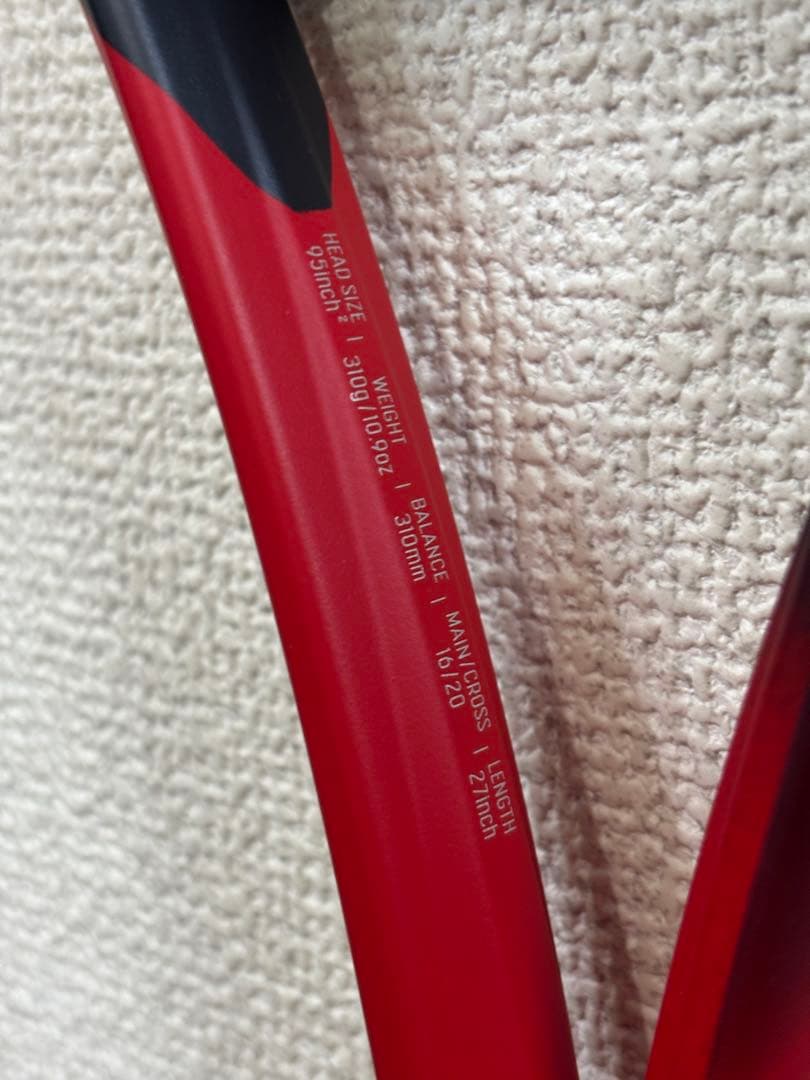 HEAD SIZE | WEIGHT | BALANCE | MAIN/CROSS | LENGTH
95inch² | 310g/10.9oz | 310mm | 16/20 | 27inch